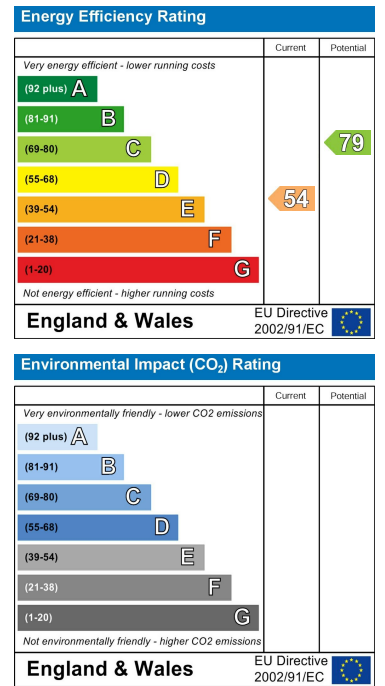 Energy Efficiency Rating
Current Potential
Very energy efficient - lower running costs
(92 plus) A
(81-91) B
(69-80) C
79
(55-68) D
(39-54) E
54
(21-38) F
(1-20) G
Not energy efficient - higher running costs
England & Wales
EU Directive
2002/91/EC
Environmental Impact (CO₂) Rating
Current Potential
Very environmentally friendly - lower CO2 emissions
(92 plus) A
(81-91) B
(69-80) C
(55-68) D
(39-54) E
(21-38) F
(1-20) G
Not environmentally friendly - higher CO2 emissions
England & Wales
EU Directive
2002/91/EC